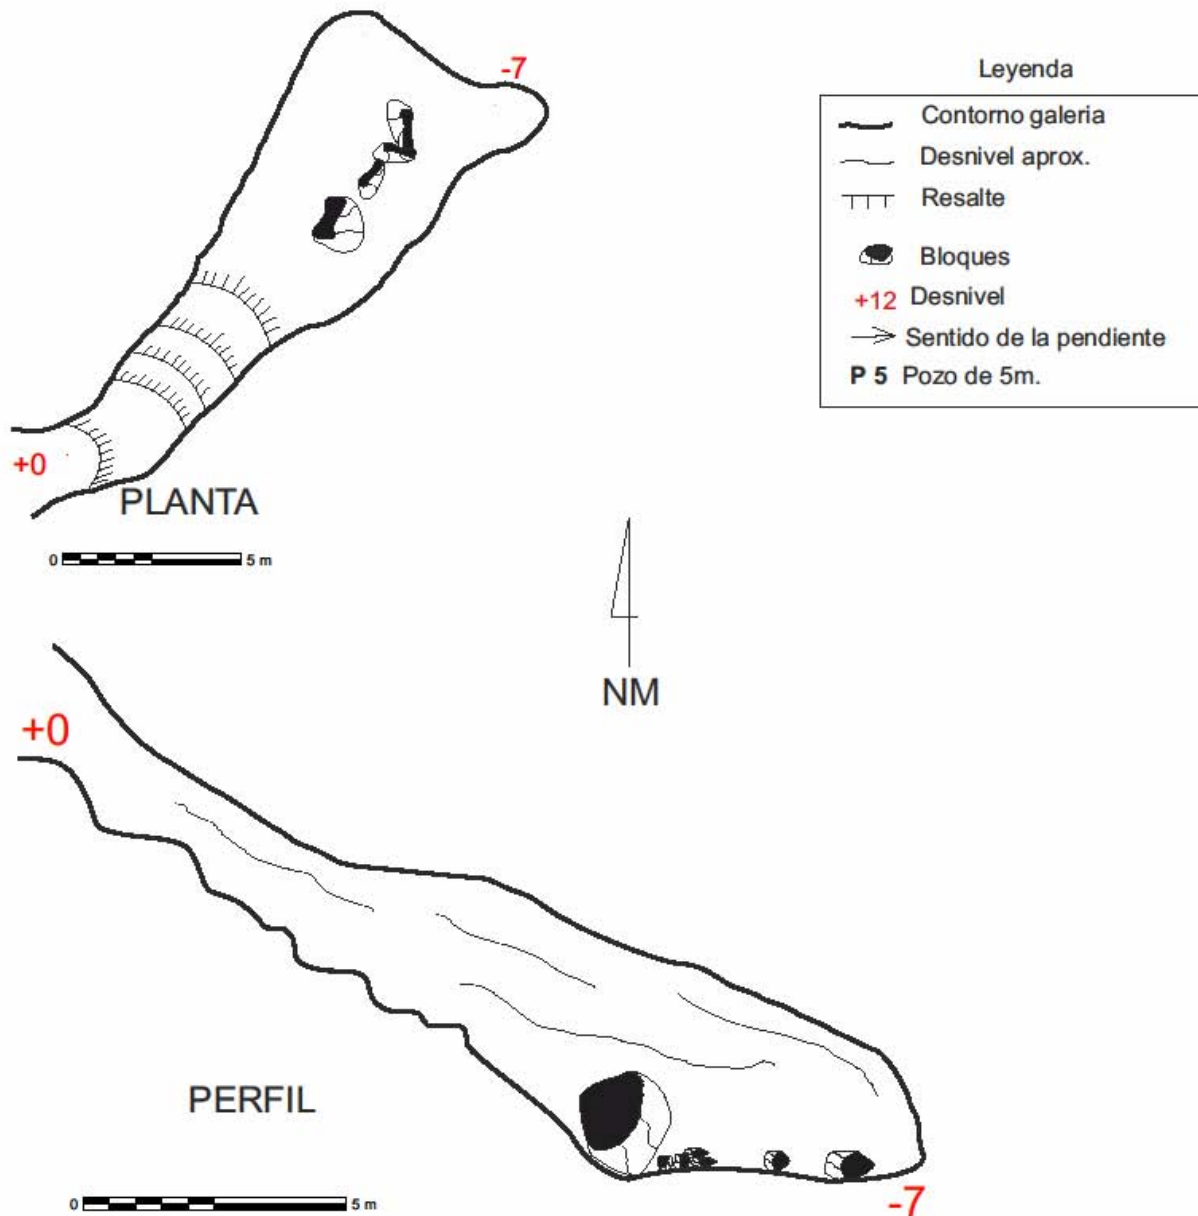 -7
+0
PLANTA
0 5 m
Leyenda
Contorno galeria
Desnivel aprox.
Resalte
Bloques
+12 Desnivel
Sentido de la pendiente
P 5 Pozo de 5m.
NM
+0
PERFIL
0 5 m
-7